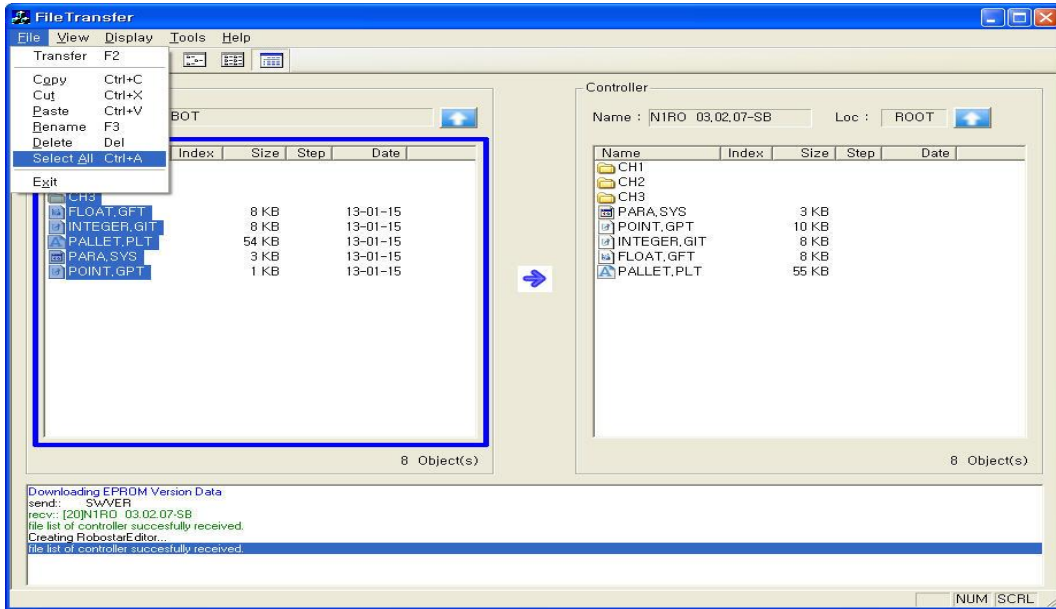 FileTransfer
File View Display Tools Help
Transfer F2
Copy Ctrl+C
Cut Ctrl+X
Paste Ctrl+V
Rename F3
Delete Del
Select All Ctrl+A
Exit
BOT
Index Size Step Date
CH3
FLOAT.GFT 8 KB 13-01-15
INTEGER.GIT 8 KB 13-01-15
PALLET.PLT 54 KB 13-01-15
PARA.SYS 3 KB 13-01-15
POINT.GPT 1 KB 13-01-15
8 Object(s)
Controller
Name : N1RO 03.02.07-SB Loc : ROOT
Name Index Size Step Date
CH1
CH2
CH3
PARA.SYS 3 KB
POINT.GPT 10 KB
INTEGER.GIT 8 KB
FLOAT.GFT 8 KB
PALLET.PLT 55 KB
8 Object(s)
Downloading EPROM Version Data
send:: SWVER
recv:: [20]N1RO 03.02.07-SB
file list of controller succesfully received.
Creating RobostarEditor...
file list of controller succesfully received.
NUM SCRL